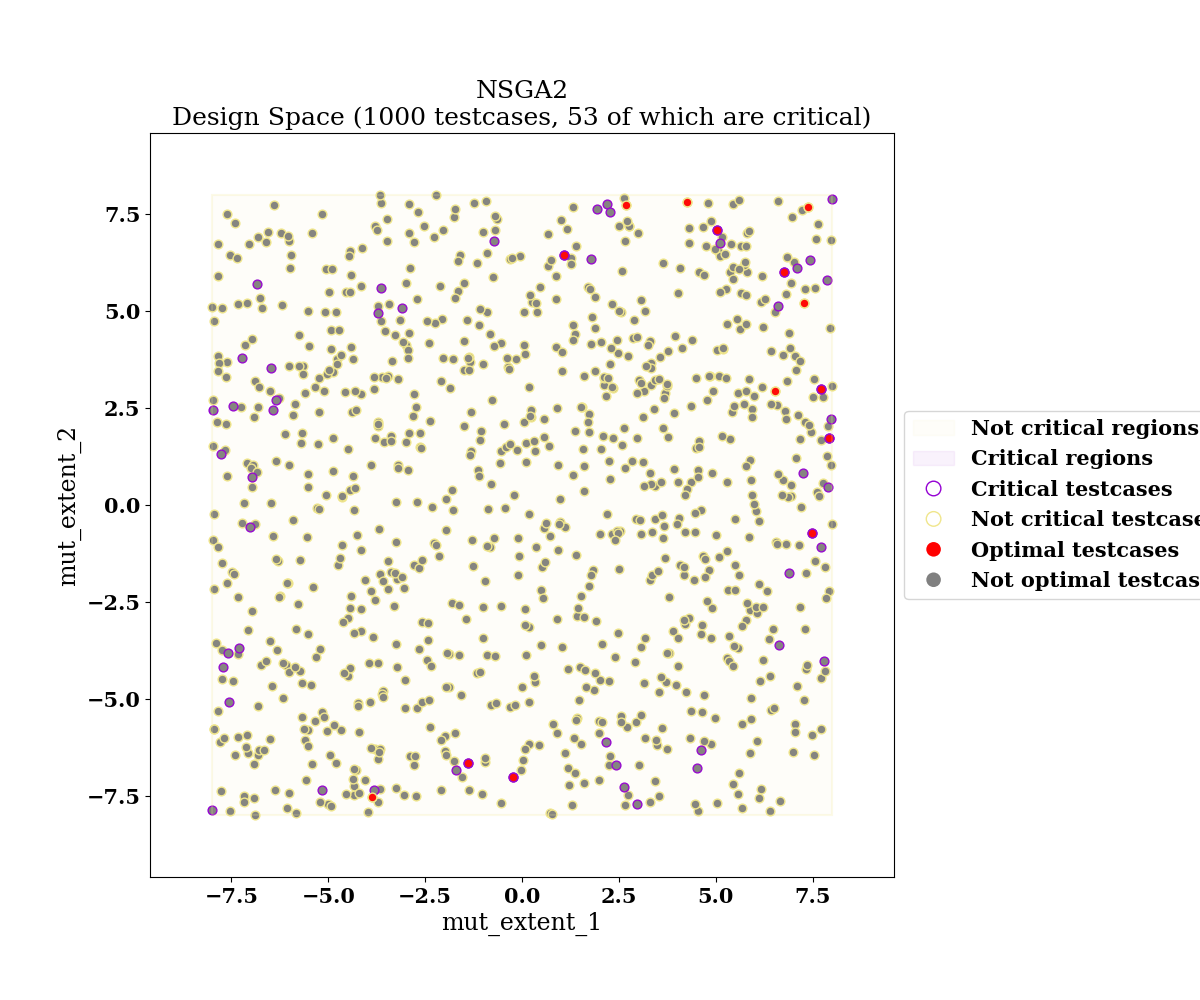 NSGA2
Design Space (1000 testcases, 53 of which are critical)
7.5
5.0
2.5
0.0
−2.5
−5.0
−7.5
mut_extent_2
−7.5
−5.0
−2.5
0.0
2.5
5.0
7.5
mut_extent_1
Not critical regions
Critical regions
Critical testcases
Not critical testcase
Optimal testcases
Not optimal testcas